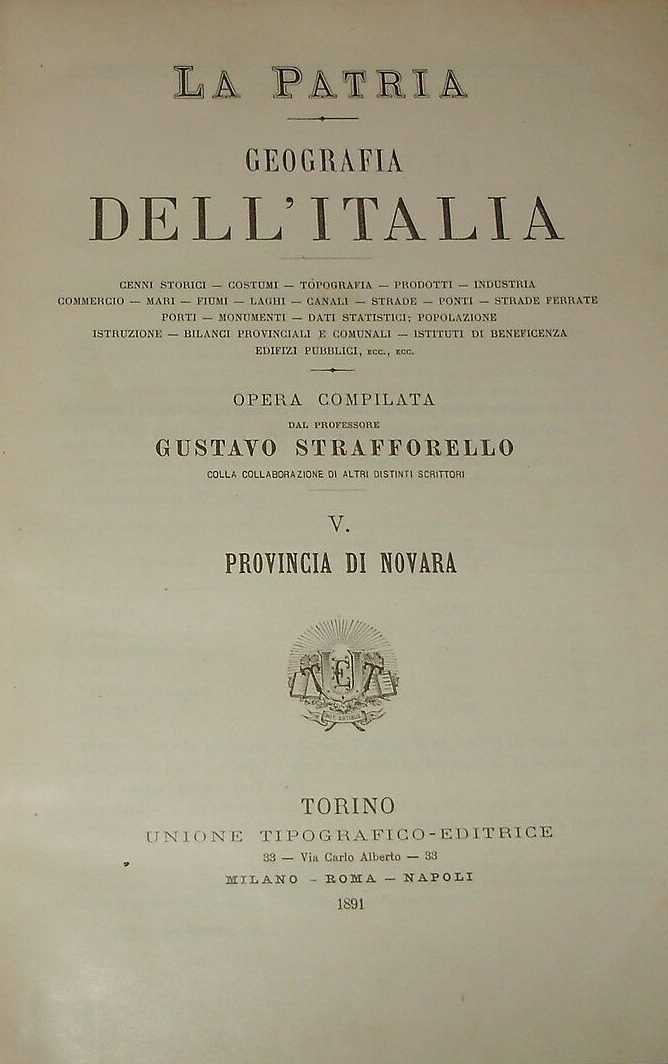 LA PATRIA
GEOGRAFIA
DELL'ITALIA
CENNI STORICI — COSTUMI — TOPOGRAFIA — PRODOTTI — INDUSTRIA
COMMERCIO — MARI — FIUMI — LAGHI — CANALI — STRADE — PONTI — STRADE FERRATE
PORTI — MONUMENTI — DATI STATISTICI: POPOLAZIONE
ISTRUZIONE — BILANCI PROVINCIALI E COMUNALI — ISTITUTI DI BENEFICENZA
EDIFIZI PUBBLICI, ECC., ECC.
OPERA COMPILATA
DAL PROFESSORE
GUSTAVO STRAFFORELLO
COLLA COLLABORAZIONE DI ALTRI DISTINTI SCRITTORI
V.
PROVINCIA DI NOVARA
TORINO
UNIONE TIPOGRAFICO-EDITRICE
33 — Via Carlo Alberto — 33
MILANO – ROMA — NAPOLI
1891